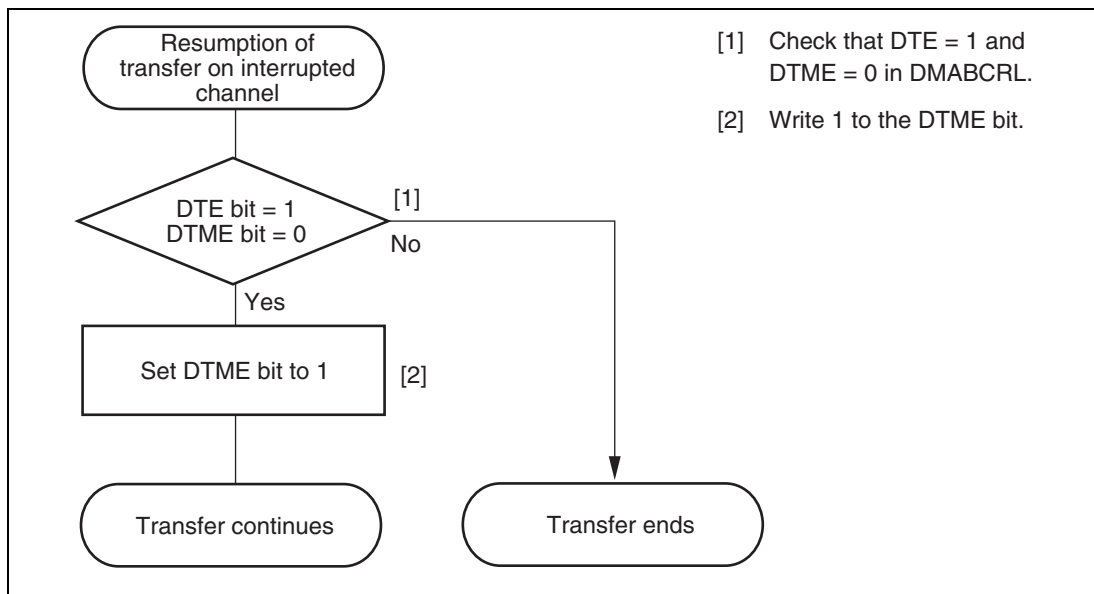 Resumption of
transfer on interrupted
channel
[1] Check that DTE = 1 and
DTME = 0 in DMABCRL.
[2] Write 1 to the DTME bit.
DTE bit = 1
DTME bit = 0
[1]
No
Yes
Set DTME bit to 1
[2]
Transfer continues
Transfer ends